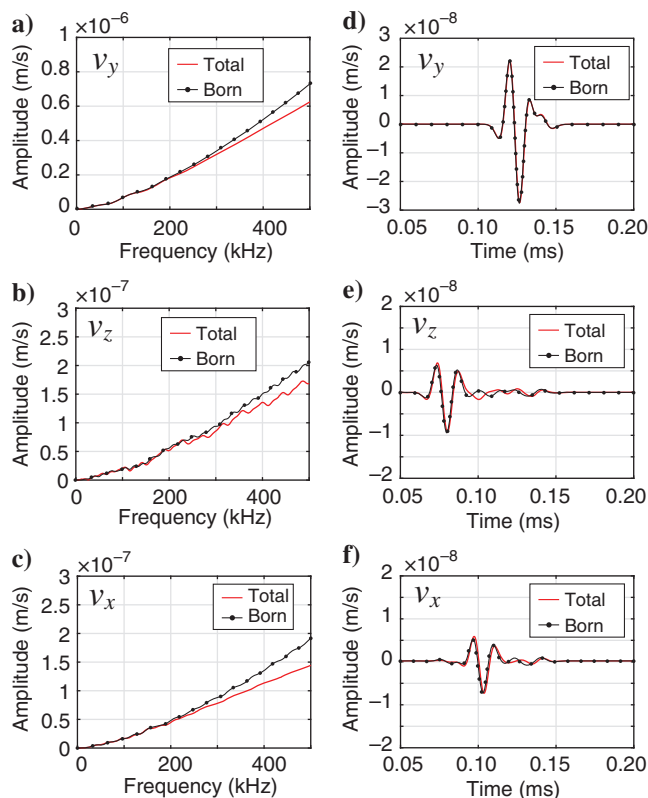 a)
×10⁻⁶
1
0.8
0.6
0.4
0.2
0
Amplitude (m/s)
v_y
Total
Born
0 200 400
Frequency (kHz)
d)
×10⁻⁸
3
2
1
0
−1
−2
−3
Amplitude (m/s)
v_y
Total
Born
0.05 0.10 0.15 0.20
Time (ms)
b)
×10⁻⁷
3
2.5
2
1.5
1
0.5
0
Amplitude (m/s)
v_z
Total
Born
0 200 400
Frequency (kHz)
e)
×10⁻⁸
2
1
0
−1
−2
Amplitude (m/s)
v_z
Total
Born
0.05 0.10 0.15 0.20
Time (ms)
c)
×10⁻⁷
3
2.5
2
1.5
1
0.5
0
Amplitude (m/s)
v_x
Total
Born
0 200 400
Frequency (kHz)
f)
×10⁻⁸
2
1
0
−1
−2
Amplitude (m/s)
v_x
Total
Born
0.05 0.10 0.15 0.20
Time (ms)